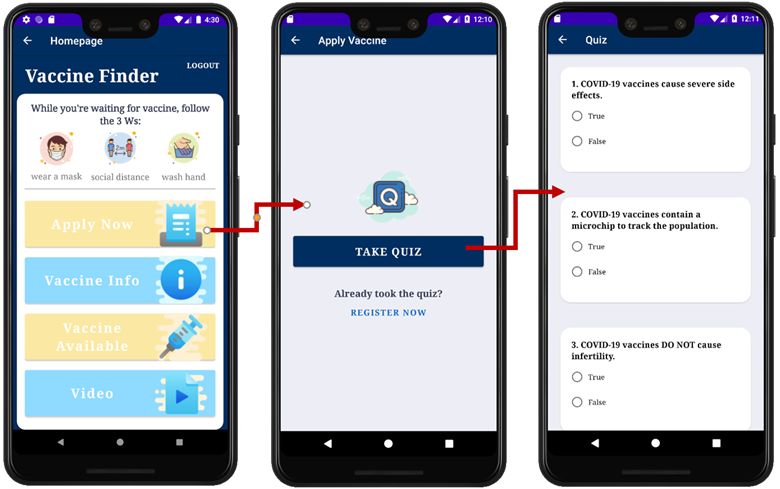 4:30
Homepage
LOGOUT
Vaccine Finder
While you're waiting for vaccine, follow
the 3 Ws:
2m
wear a mask
social distance
wash hand
Apply Now
Vaccine Info
Vaccine
Available
Video
12:10
Apply Vaccine
Q
TAKE QUIZ
Already took the quiz?
REGISTER NOW
12:11
Quiz
1. COVID-19 vaccines cause severe side
effects.
True
False
2. COVID-19 vaccines contain a
microchip to track the population.
True
False
3. COVID-19 vaccines DO NOT cause
infertility.
True
False